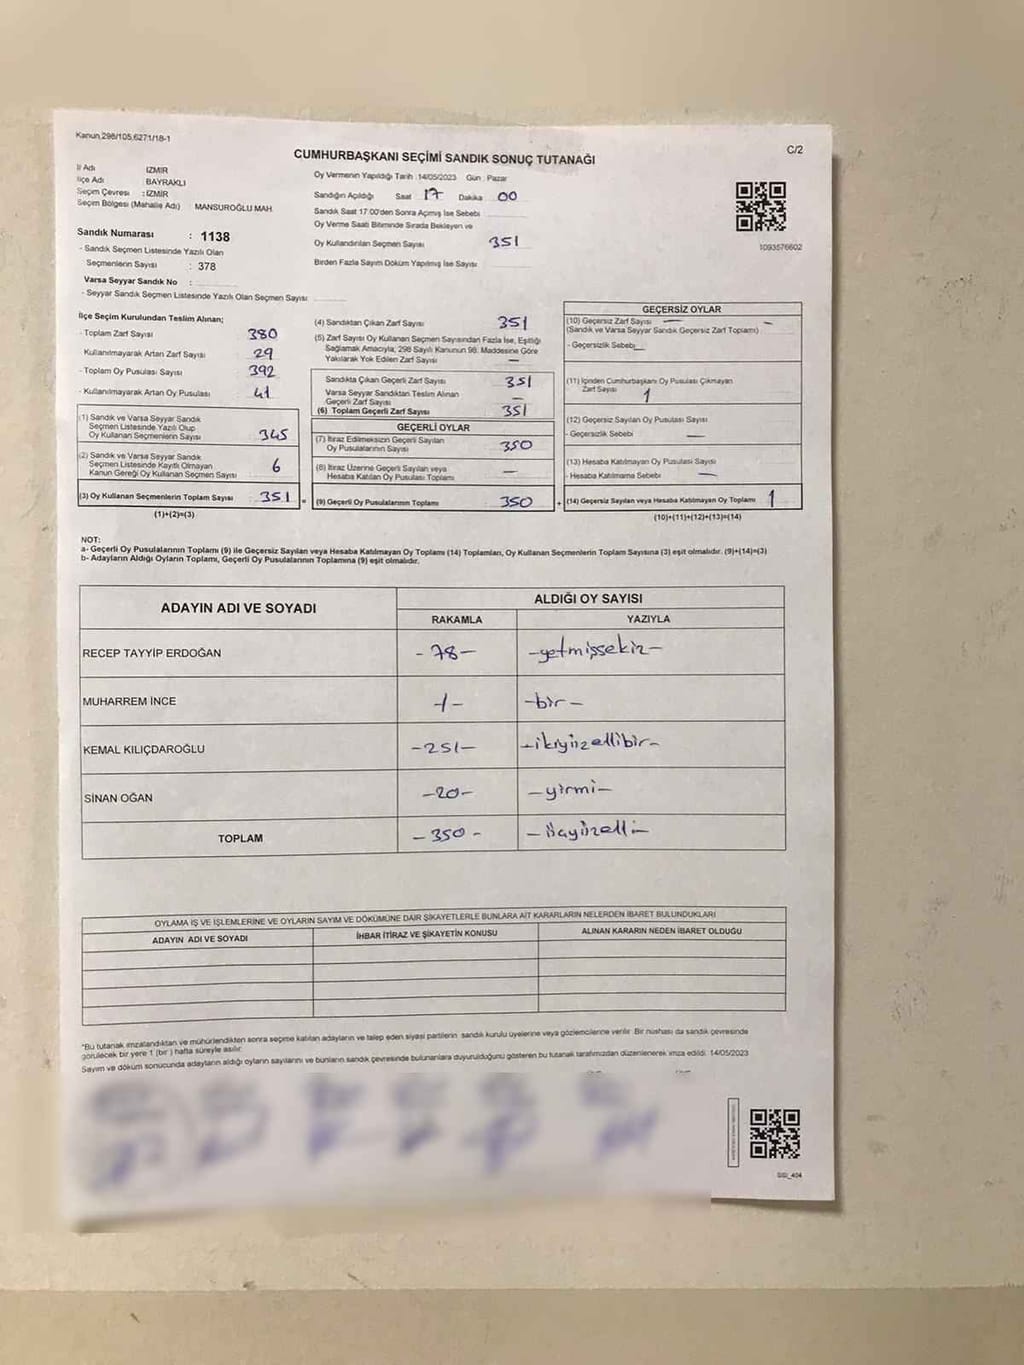 Kanun,298/105,6271/18-1
C/2
CUMHURBAŞKANI SEÇİMİ SANDIK SONUÇ TUTANAĞI
İl Adı İZMİR
İlçe Adı BAYRAKLI
Seçim Çevresi : İZMİR
Seçim Bölgesi (Mahalle Adı) MANSUROĞLU MAH.
Sandık Numarası : 1138
- Sandık Seçmen Listesinde Yazılı Olan
Seçmenlerin Sayısı : 378
Varsa Seyyar Sandık No :
- Seyyar Sandık Seçmen Listesinde Yazılı Olan Seçmen Sayısı
Oy Vermenin Yapıldığı Tarih :14/05/2023 Gün : Pazar
Sandığın Açıldığı Saat 17 Dakika 00
Sandık Saat 17:00'den Sonra Açımış İse Sebebi
Oy Verme Saati Bitiminde Sırada Bekleyen ve
Oy Kullandırılan Seçmen Sayısı 351
Birden Fazla Sayım Döküm Yapılmış İse Sayısı
1093576602
İlçe Seçim Kurulundan Teslim Alınan;
- Toplam Zarf Sayısı 380
Kullanılmayarak Artan Zarf Sayısı 29
- Toplam Oy Pusulası Sayısı 392
- Kullanılmayarak Artan Oy Pusulası 41
(1) Sandık ve Varsa Seyyar Sandık
Seçmen Listesinde Yazılı Olup
Oy Kullanan Seçmenlerin Sayısı 345
(2) Sandık ve Varsa Seyyar Sandık
Seçmen Listesinde Kayıtlı Olmayan
Kanun Gereği Oy Kullanan Seçmen Sayısı 6
(3) Oy Kullanan Seçmenlerin Toplam Sayısı 351 =
(1)+(2)=(3)
(4) Sandıktan Çıkan Zarf Sayısı 351
(5) Zarf Sayısı Oy Kullanan Seçmen Sayısından Fazla İse, Eşitliği
Sağlamak Amacıyla, 298 Sayılı Kanunun 98. Maddesine Göre
Yakılarak Yok Edilen Zarf Sayısı —
Sandıkta Çıkan Geçerli Zarf Sayısı 351
Varsa Seyyar Sandıktan Teslim Alınan
Geçerli Zarf Sayısı —
(6) Toplam Geçerli Zarf Sayısı 351
GEÇERLİ OYLAR
(7) İtiraz Edilmeksizin Geçerli Sayılan
Oy Pusulalarının Sayısı 350
(8) İtiraz Üzerine Geçerli Sayılan veya
Hesaba Katılan Oy Pusulası Toplamı —
(9) Geçerli Oy Pusulalarının Toplamı 350 +
GEÇERSİZ OYLAR
(10) Geçersiz Zarf Sayısı —
(Sandık ve Varsa Seyyar Sandık Geçersiz Zarf Toplamı) —
- Geçersizlik Sebebi —
(11) İçinden Cumhurbaşkanı Oy Pusulası Çıkmayan
Zarf Sayısı 1
(12) Geçersiz Sayılan Oy Pusulası Sayısı
- Geçersizlik Sebebi —
(13) Hesaba Katılmayan Oy Pusulası Sayısı
- Hesaba Katılmama Sebebi —
(14) Geçersiz Sayılan veya Hesaba Katılmayan Oy Toplamı 1
(10)+(11)+(12)+(13)=(14)
NOT:
a- Geçerli Oy Pusulalarının Toplamı (9) ile Geçersiz Sayılan veya Hesaba Katılmayan Oy Toplamı (14) Toplamları, Oy Kullanan Seçmenlerin Toplam Sayısına (3) eşit olmalıdır. (9)+(14)=(3)
b- Adayların Aldığı Oyların Toplamı, Geçerli Oy Pusulalarının Toplamına (9) eşit olmalıdır.
ADAYIN ADI VE SOYADI ALDIĞI OY SAYISI
RAKAMLA YAZIYLA
RECEP TAYYİP ERDOĞAN - 78 - - yetmişsekiz -
MUHARREM İNCE - 1 - - bir -
KEMAL KILIÇDAROĞLU - 251 - - ikiyüzellibir -
SİNAN OĞAN - 20 - - yirmi -
TOPLAM - 350 - - üçyüzelli -
OYLAMA İŞ VE İŞLEMLERİNE VE OYLARIN SAYIM VE DÖKÜMÜNE DAİR ŞİKAYETLERLE BUNLARA AİT KARARLARIN NELERDEN İBARET BULUNDUKLARI
ADAYIN ADI VE SOYADI İHBAR İTİRAZ VE ŞİKAYETİN KONUSU ALINAN KARARIN NEDEN İBARET OLDUĞU
*Bu tutanak imzalandıktan ve mühürlendikten sonra seçime katılan adayların ve talep eden siyasi partilerin sandık kurulu üyelerine veya gözlemcilerine verilir. Bir nüshası da sandık çevresinde
görülecek bir yere 1 (bir) hafta süreyle asılır.
Sayım ve döküm sonucunda adayların aldığı oyların sayılarını ve bunların sandık çevresinde bulunanlara duyurulduğunu gösteren bu tutanak tarafımızdan düzenlenerek imza edildi. 14/05/2023